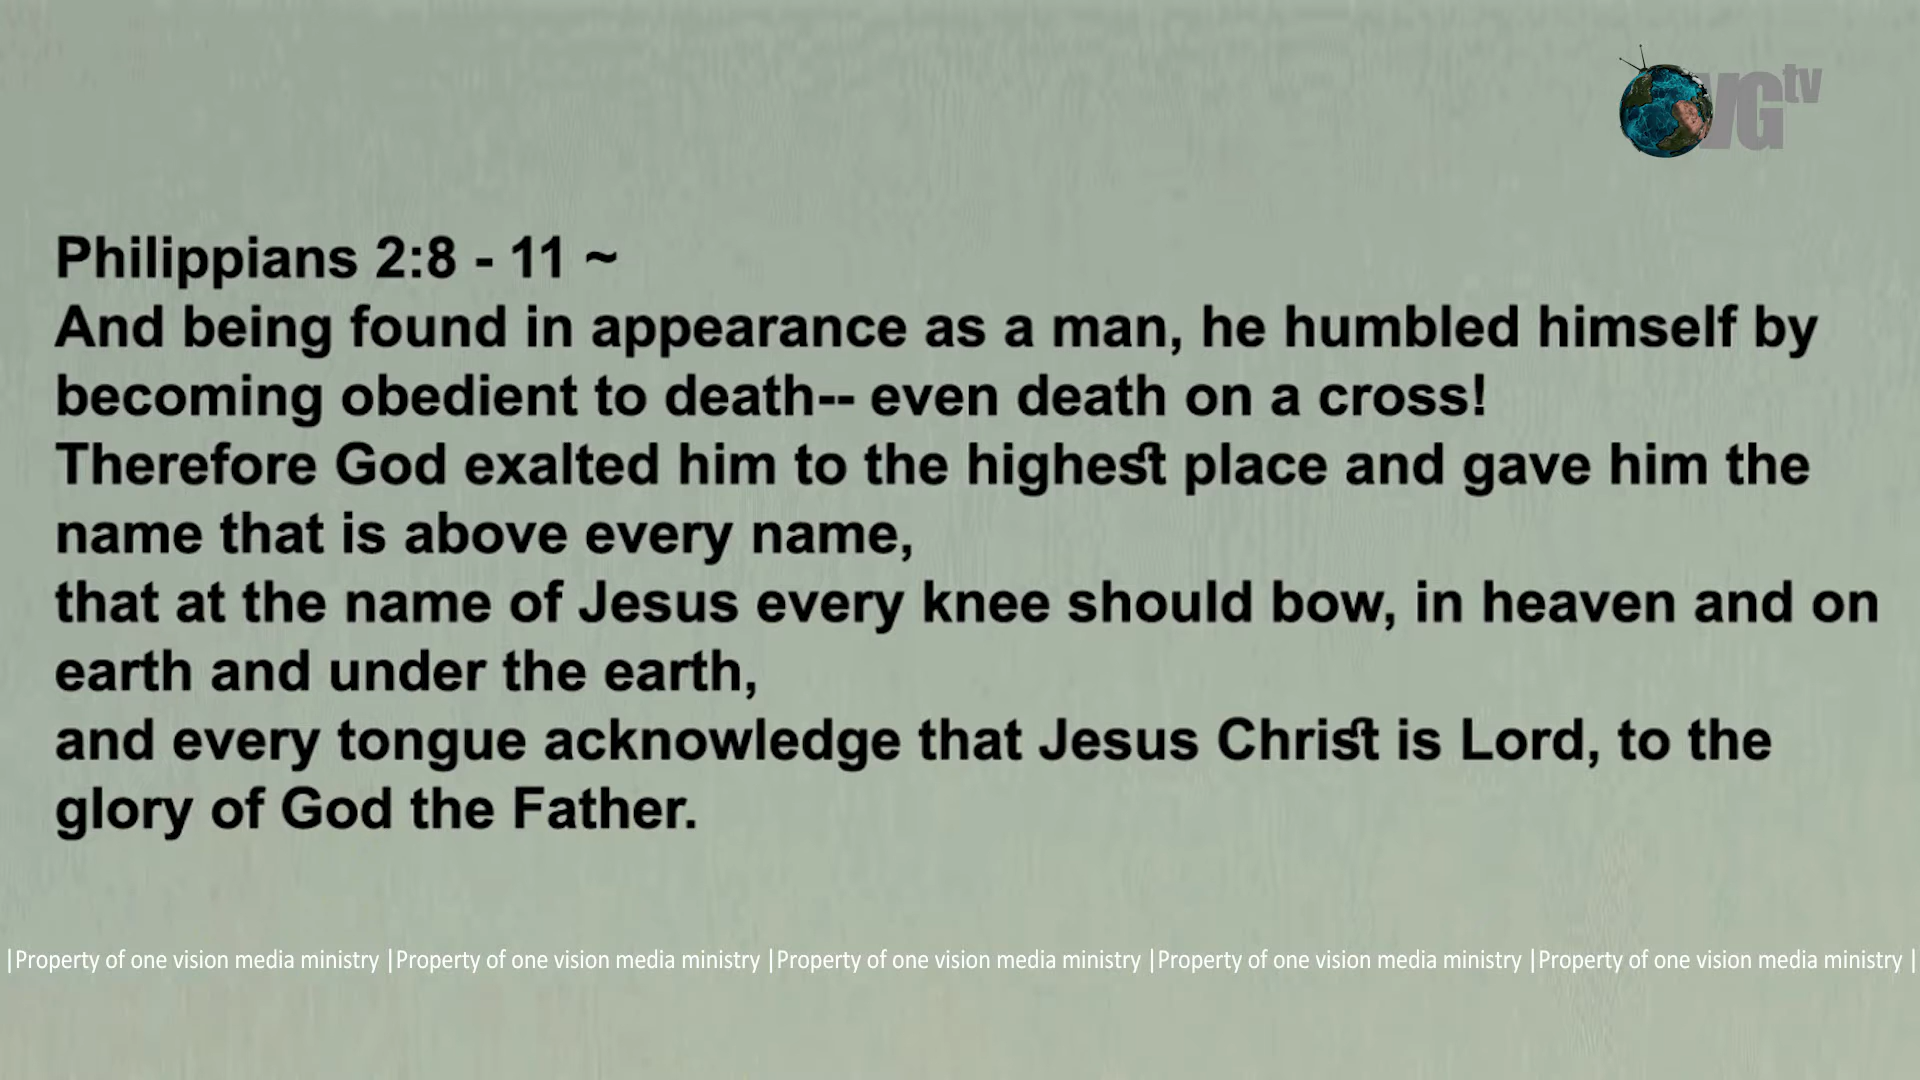 VGtv
Philippians 2:8 - 11 ~
And being found in appearance as a man, he humbled himself by
becoming obedient to death-- even death on a cross!
Therefore God exalted him to the highest place and gave him the
name that is above every name,
that at the name of Jesus every knee should bow, in heaven and on
earth and under the earth,
and every tongue acknowledge that Jesus Christ is Lord, to the
glory of God the Father.
|Property of one vision media ministry |Property of one vision media ministry |Property of one vision media ministry |Property of one vision media ministry |Property of one vision media ministry |